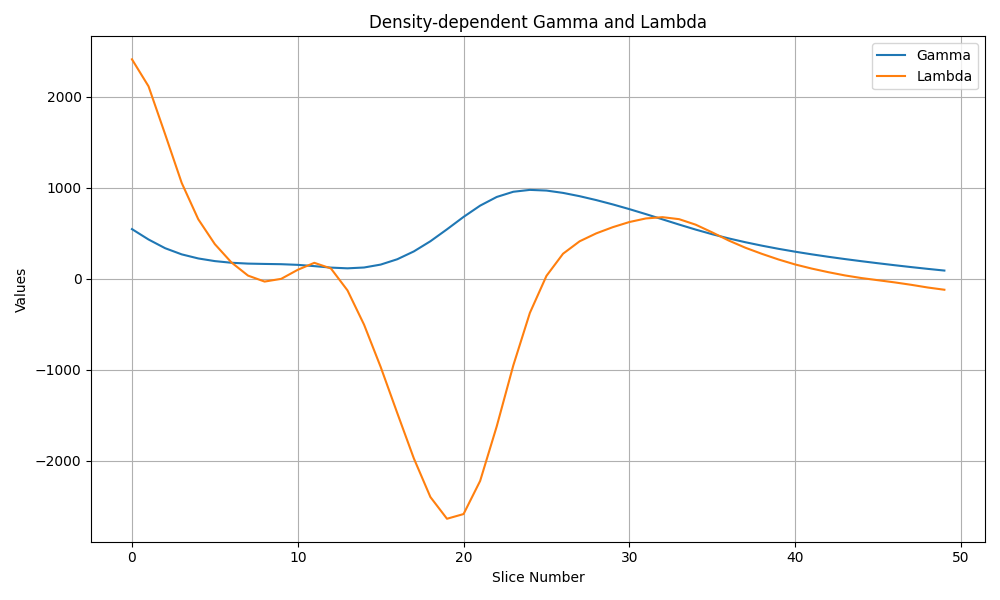 Density-dependent Gamma and Lambda
Gamma
Lambda
2000
1000
0
−1000
−2000
Values
0 10 20 30 40 50
Slice Number